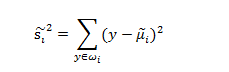 s̃ᵢ² = ∑_{y∈ωᵢ} (y − μ̃ᵢ)²